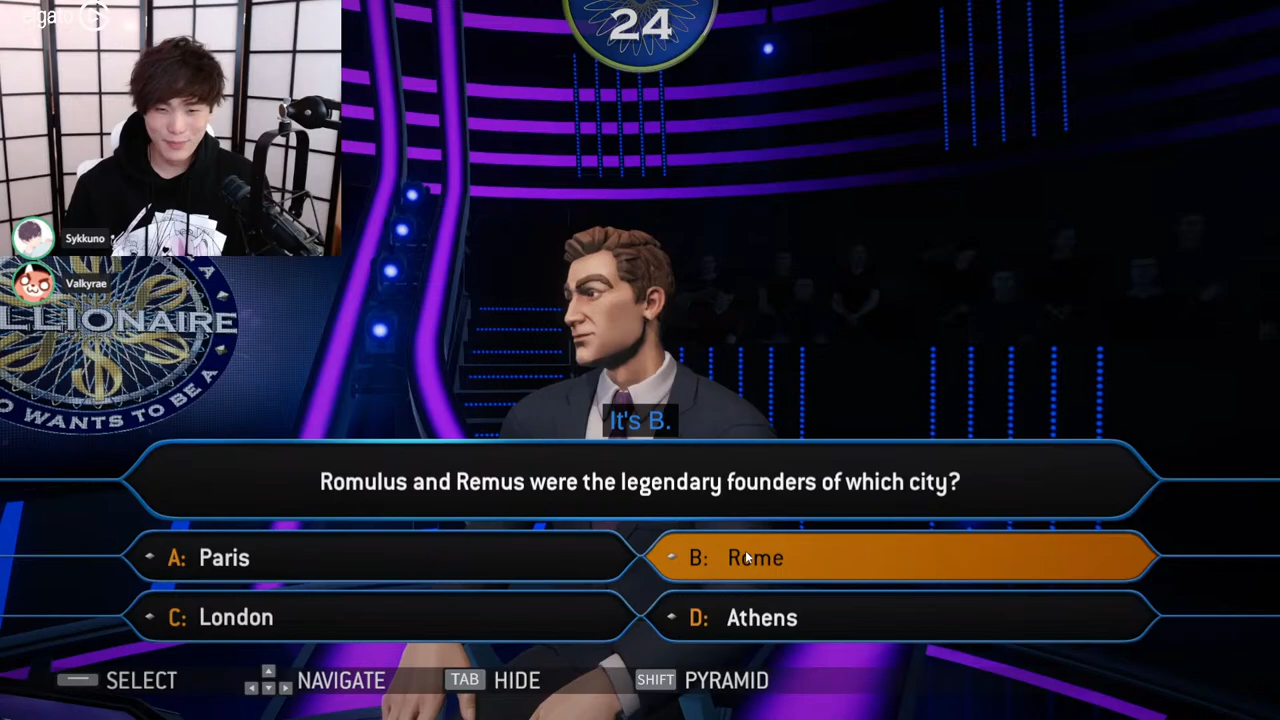 elgato
24
Sykkuno
Valkyrae
LLIONAIRE
O WANTS TO BE A
It's B.
Romulus and Remus were the legendary founders of which city?
A: Paris
B: Rome
C: London
D: Athens
SELECT
NAVIGATE
TAB HIDE
SHIFT PYRAMID